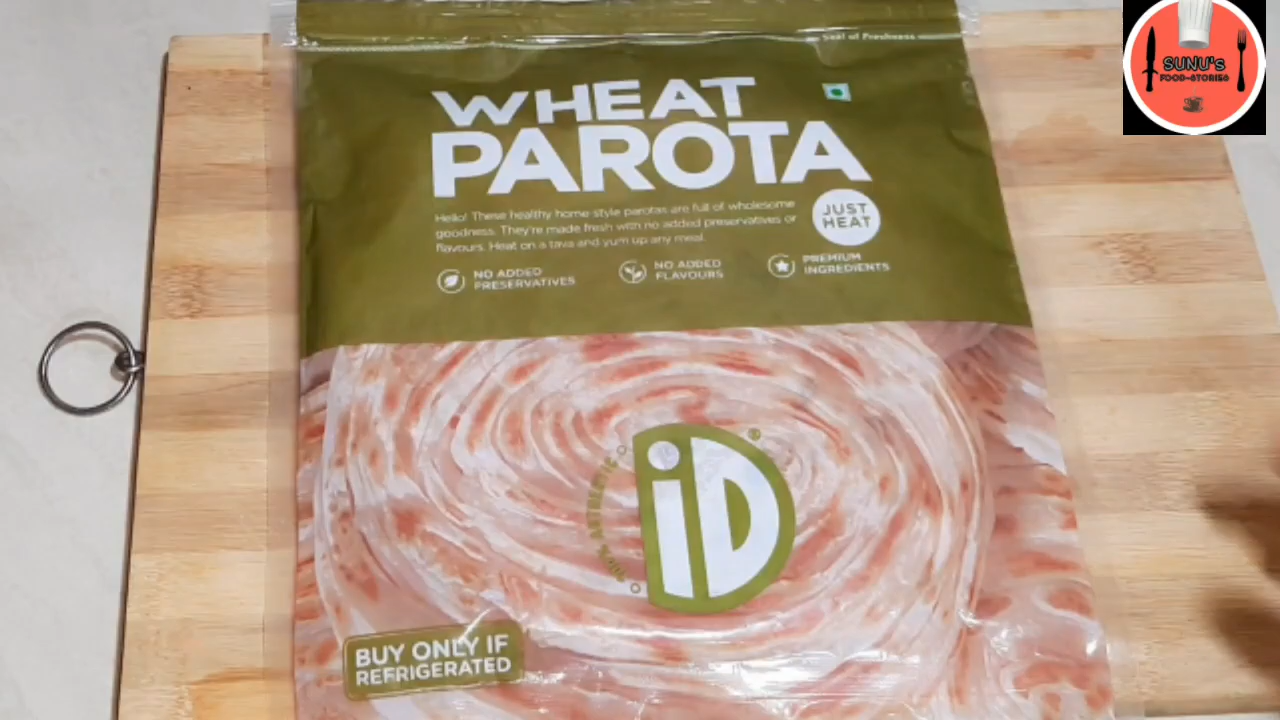 Seal of Freshness
SUNU's
FOOD-STORIES
WHEAT
PAROTA
Hello! These healthy home style parotas are full of wholesome
goodness. They're made fresh with no added preservatives or
flavours. Heat on a tava and yum up any meal.
JUST
HEAT
NO ADDED
PRESERVATIVES
NO ADDED
FLAVOURS
PREMIUM
INGREDIENTS
100% AUTHENTIC
iD
®
BUY ONLY IF
REFRIGERATED